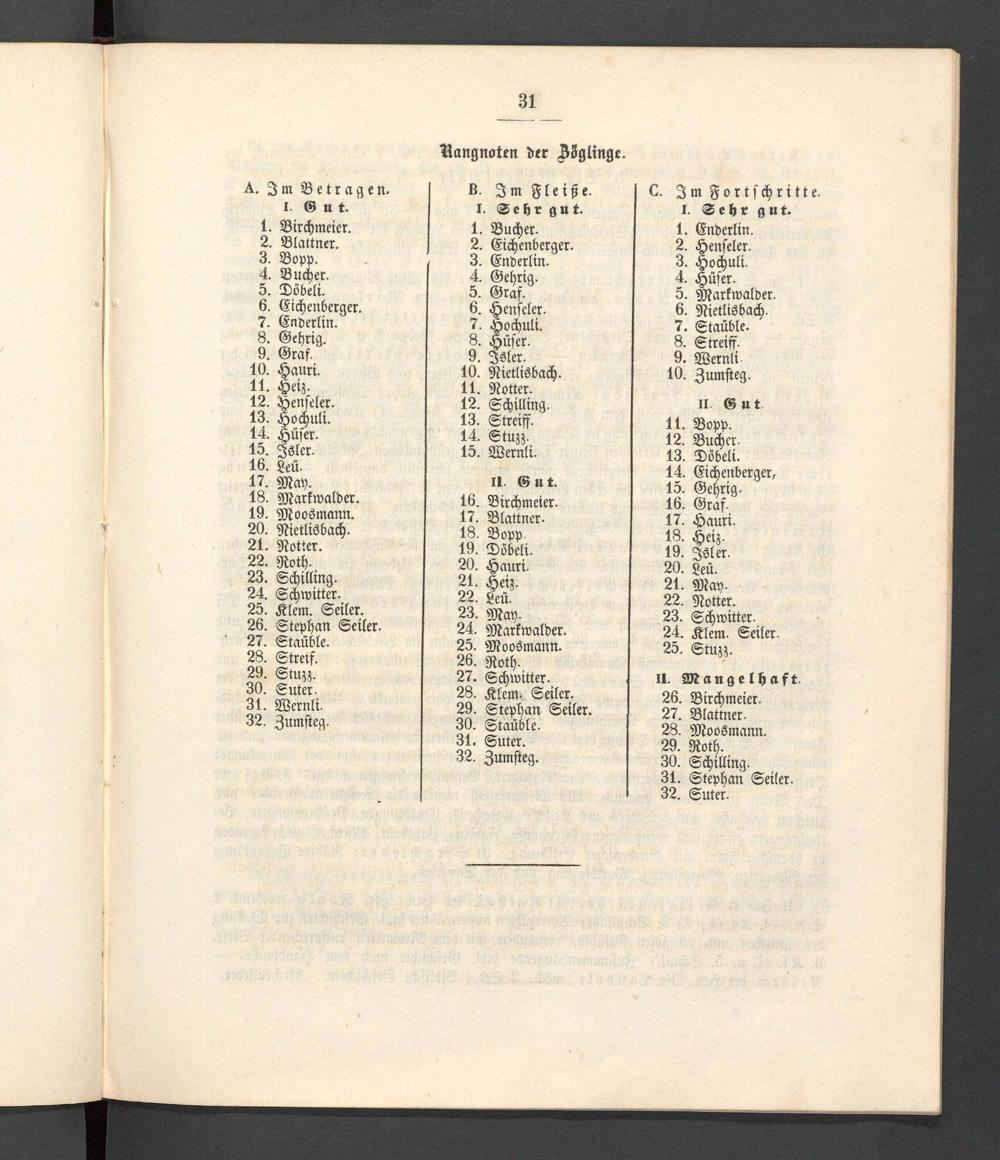 31
Rangnoten der Zöglinge.
A. Im Betragen.
I. Gut.
1. Birchmeier.
2. Blattner.
3. Bopp.
4. Bucher.
5. Döbeli.
6. Eichenberger.
7. Enderlin.
8. Gehrig.
9. Graf.
10. Hauri.
11. Heiz.
12. Henseler.
13. Hochuli.
14. Hüser.
15. Isler.
16. Leü.
17. May.
18. Markwalder.
19. Moosmann.
20. Rietlisbach.
21. Notter.
22. Roth.
23. Schilling.
24. Schwitter.
25. Klem. Seiler.
26. Stephan Seiler.
27. Staüble.
28. Streif.
29. Stuzz.
30. Suter.
31. Wernli.
32. Zumsteg.
B. Im Fleiße.
I. Sehr gut.
1. Bucher.
2. Eichenberger.
3. Enderlin.
4. Gehrig.
5. Graf.
6. Henseler.
7. Hochuli.
8. Hüser.
9. Isler.
10. Rietlisbach.
11. Notter.
12. Schilling.
13. Streiff.
14. Stuzz.
15. Wernli.
II. Gut.
16. Birchmeier.
17. Blattner.
18. Bopp.
19. Döbeli.
20. Hauri.
21. Heiz.
22. Leü.
23. May.
24. Markwalder.
25. Moosmann.
26. Roth.
27. Schwitter.
28. Klem. Seiler.
29. Stephan Seiler.
30. Staüble.
31. Suter.
32. Zumsteg.
C. Im Fortschritte.
I. Sehr gut.
1. Enderlin.
2. Henseler.
3. Hochuli.
4. Hüser.
5. Markwalder.
6. Rietlisbach.
7. Staüble.
8. Streiff.
9. Wernli.
10. Zumsteg.
II. Gut.
11. Bopp.
12. Bucher.
13. Döbeli.
14. Eichenberger,
15. Gehrig.
16. Graf.
17. Hauri.
18. Heiz.
19. Isler.
20. Leü.
21. May.
22. Notter.
23. Schwitter.
24. Klem. Seiler.
25. Stuzz.
II. Mangelhaft.
26. Birchmeier.
27. Blattner.
28. Moosmann.
29. Roth.
30. Schilling.
31. Stephan Seiler.
32. Suter.